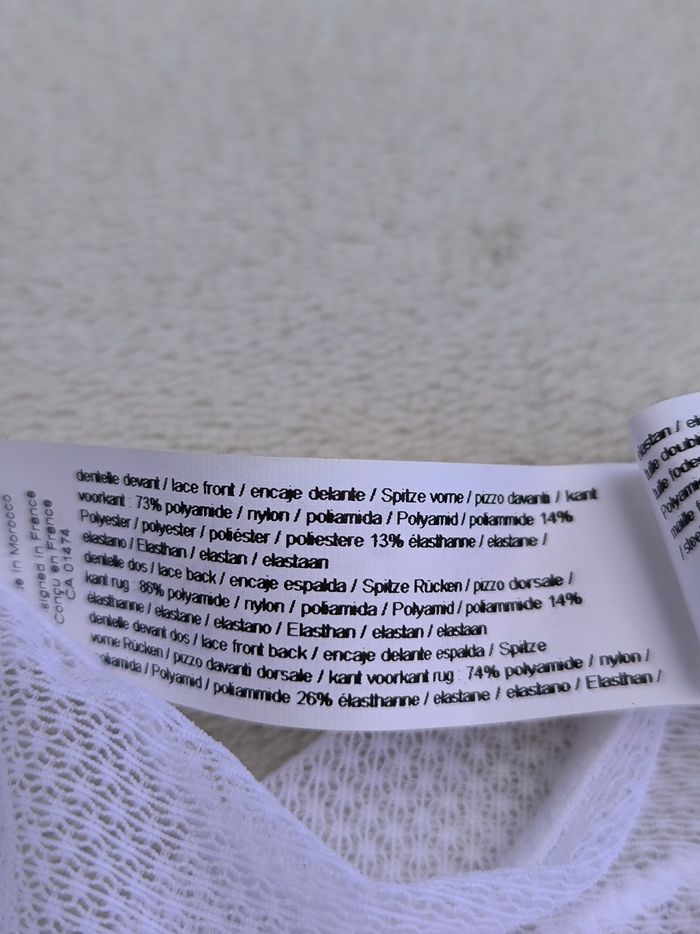 dentelle devant / lace front / encaje delante / Spitze vorne / pizzo davanti / kant
voorkant : 73% polyamide / nylon / poliamida / Polyamid / poliammide 14%
Polyester / polyester / poliéster / poliestere 13% élasthanne / elastane /
elastano / Elasthan / elastan / elastaan
dentelle dos / lace back / encaje espalda / Spitze Rücken / pizzo dorsale /
kant rug : 86% polyamide / nylon / poliamida / Polyamid / poliammide 14%
élasthanne / elastane / elastano / Elasthan / elastan / elastaan
dentelle devant dos / lace front back / encaje delante espalda / Spitze
vorne Rücken / pizzo davanti dorsale / kant voorkant rug : 74% polyamide / nylon /
/ Polyamid / poliammide 26% élasthanne / elastane / elastano / Elasthan /
in Morocco
in France
Conçu en France
CA 01474